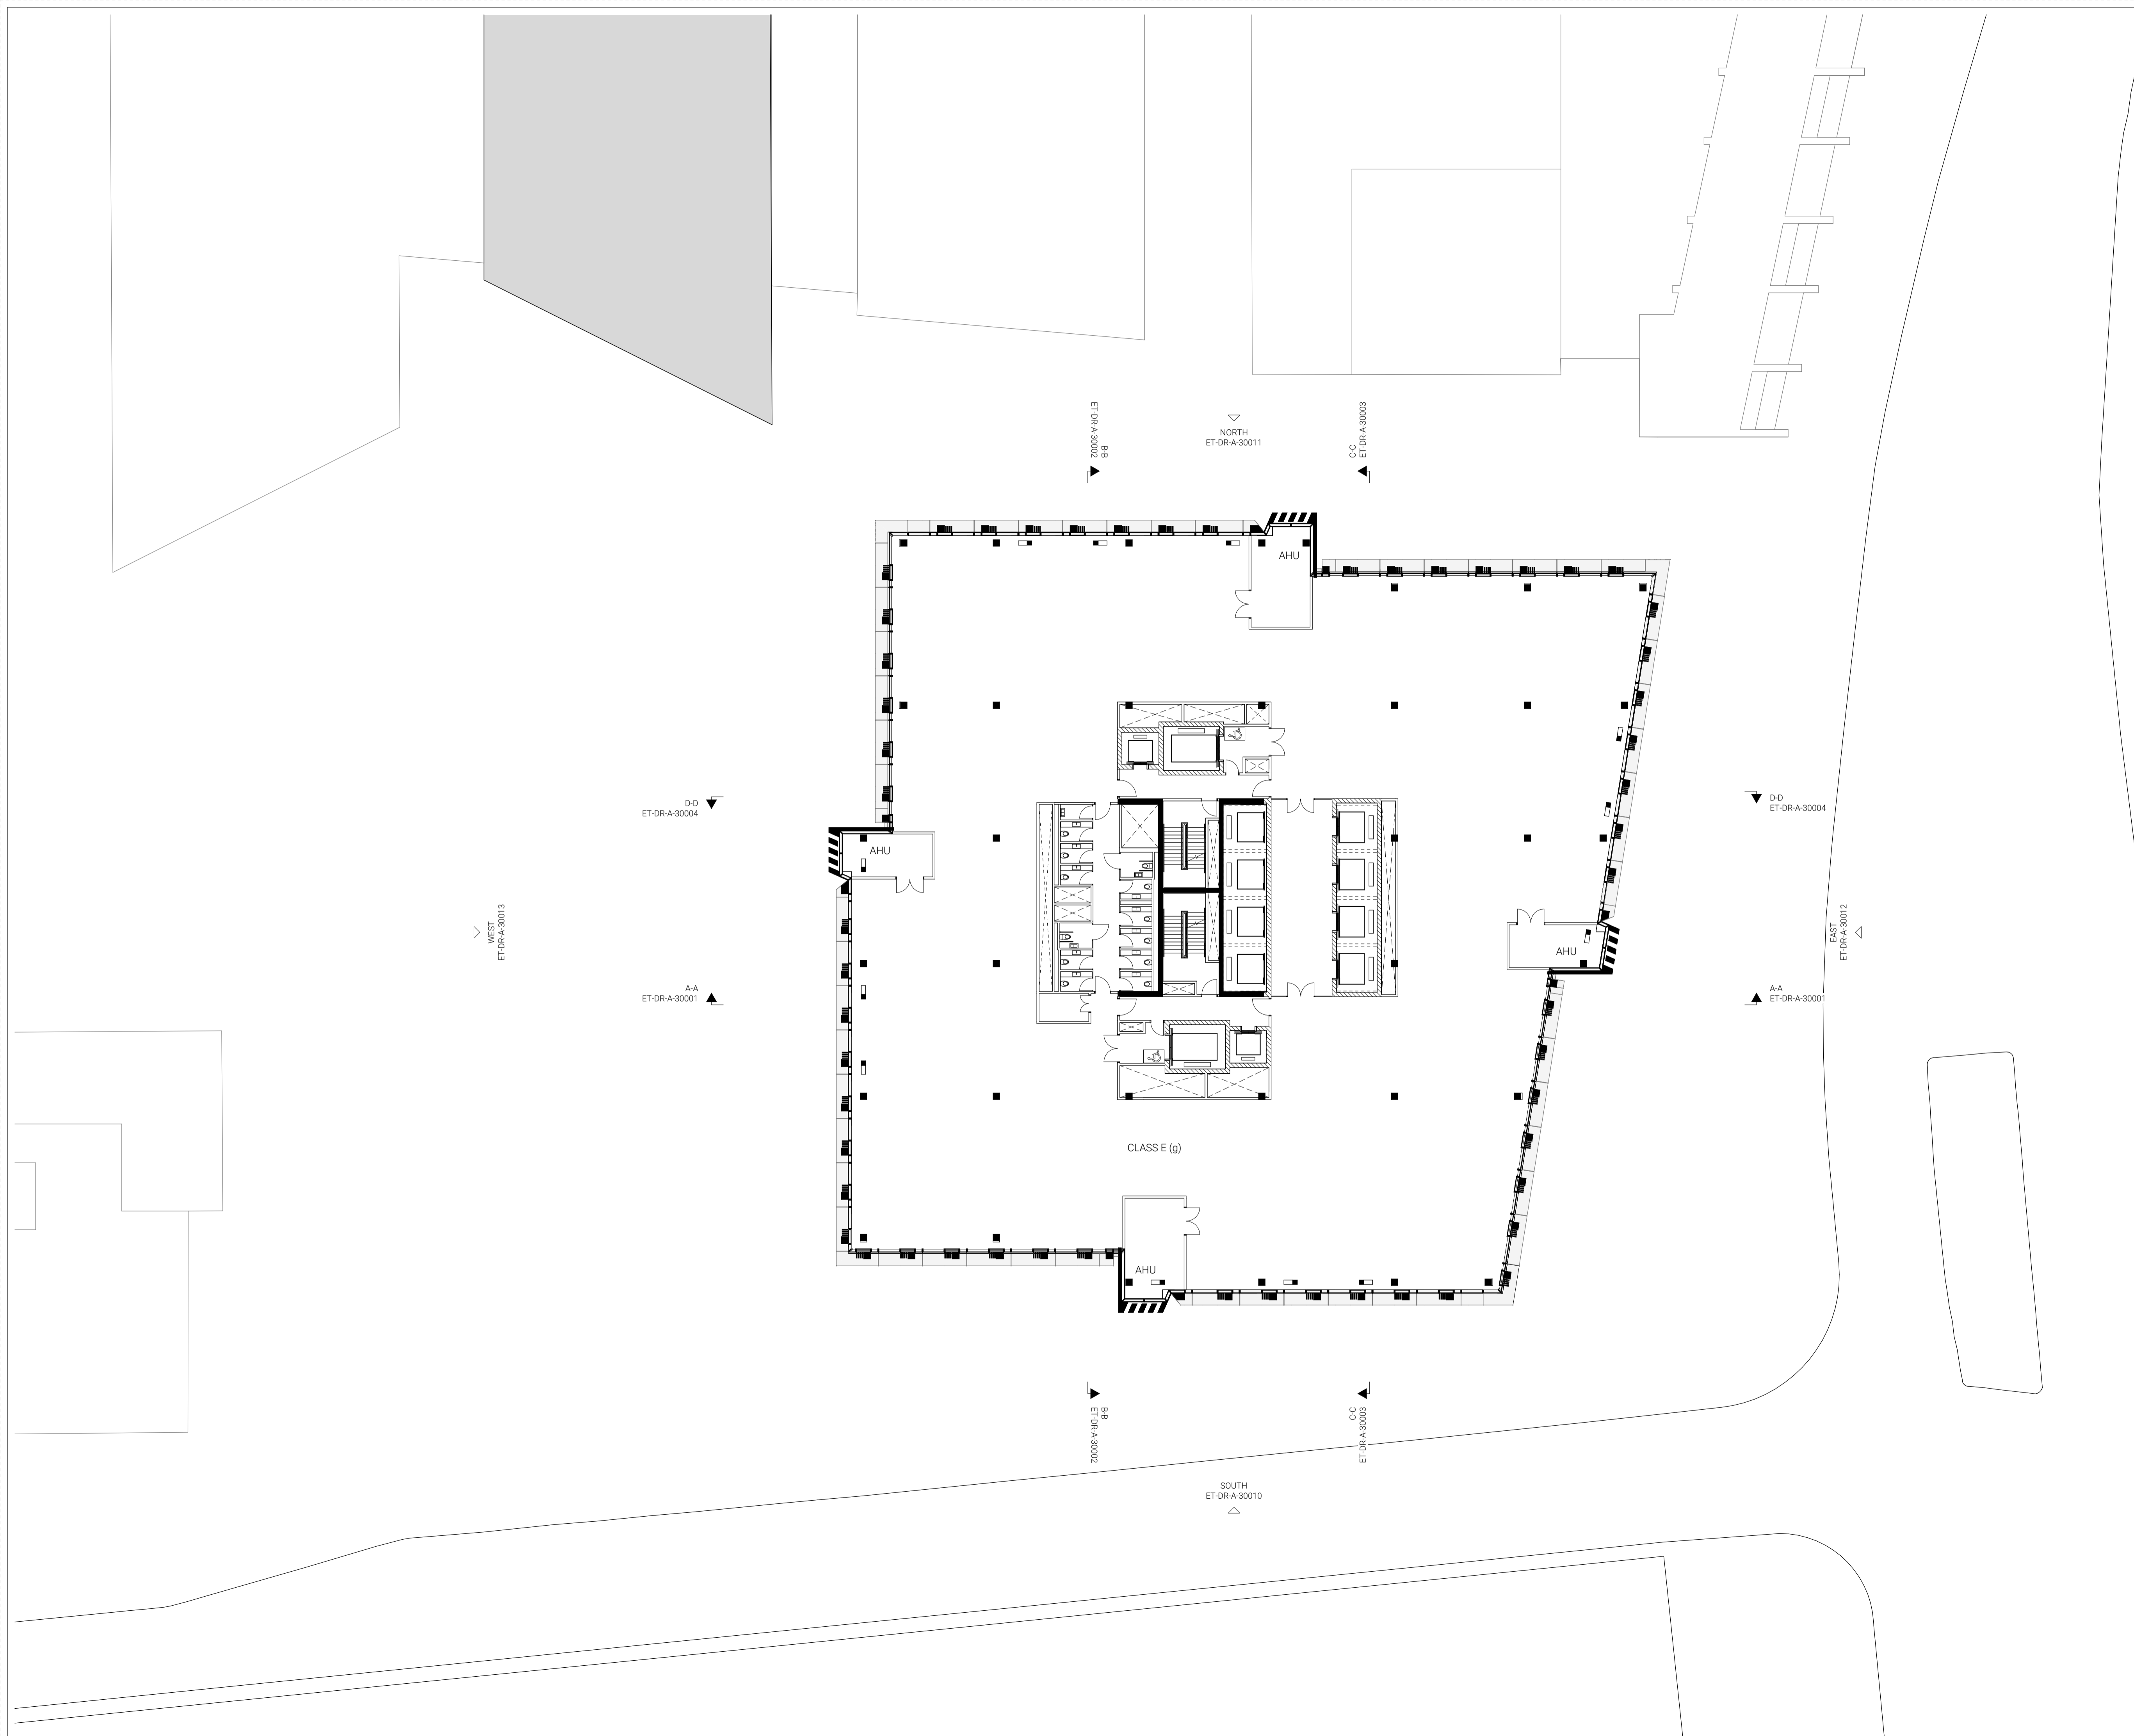 ET-DR-A-30002
B-B
NORTH
ET-DR-A-30011
C-C
ET-DR-A-30003
AHU
D-D
ET-DR-A-30004
D-D
ET-DR-A-30004
AHU
WEST
ET-DR-A-30013
EAST
ET-DR-A-30012
AHU
A-A
ET-DR-A-30001
A-A
ET-DR-A-30001
CLASS E (g)
AHU
B-B
ET-DR-A-30002
C-C
ET-DR-A-30003
SOUTH
ET-DR-A-30010